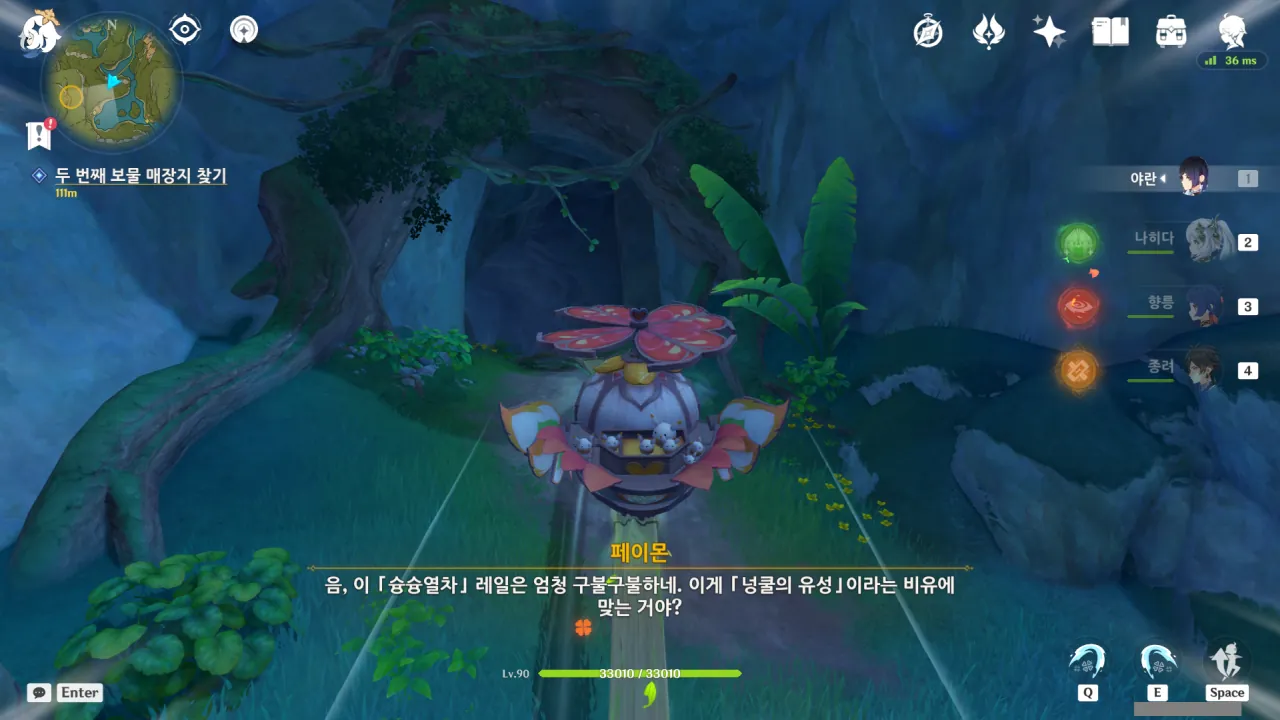 N
36 ms
두 번째 보물 매장지 찾기
111m
야란
1
나히다
2
향릉
3
종려
4
페이몬
음, 이 「슝슝열차」 레일은 엄청 구불구불하네. 이게 「넝쿨의 유성」이라는 비유에
맞는 거야?
Lv.90
33010 / 33010
Enter
Q
E
Space